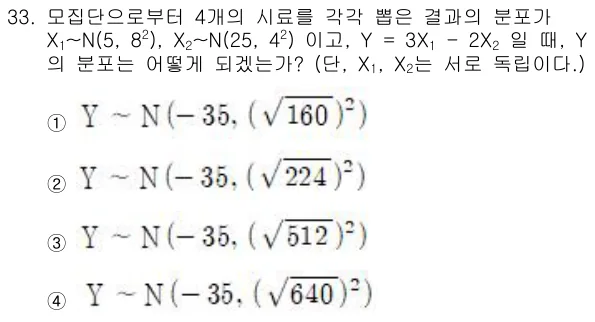 33. 모집단으로부터 4개의 시료를 각각 뽑은 결과의 분포가
X₁~N(5, 8²), X₂~N(25, 4²) 이고, Y = 3X₁ - 2X₂ 일 때, Y
의 분포는 어떻게 되겠는가? (단, X₁, X₂는 서로 독립이다.)
① Y ~ N(-35, (√160)²)
② Y ~ N(-35, (√224)²)
③ Y ~ N(-35, (√512)²)
④ Y ~ N(-35, (√640)²)